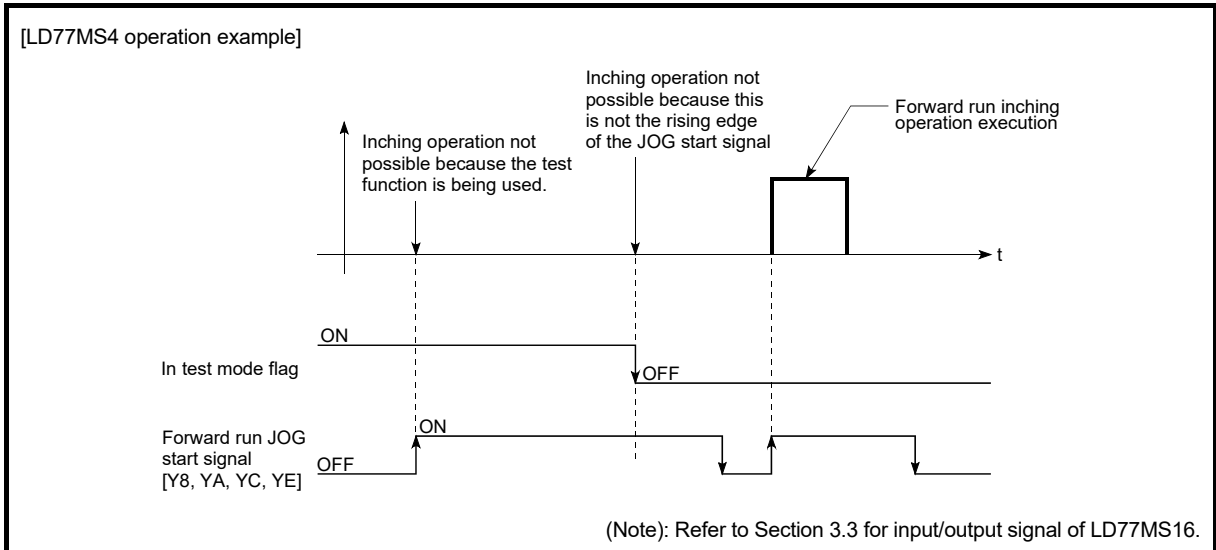 [LD77MS4 operation example]
Inching operation not
possible because this
is not the rising edge
of the JOG start signal
Forward run inching
operation execution
Inching operation not
possible because the test
function is being used.
t
ON
In test mode flag
OFF
ON
Forward run JOG
start signal
[Y8, YA, YC, YE]
OFF
(Note): Refer to Section 3.3 for input/output signal of LD77MS16.